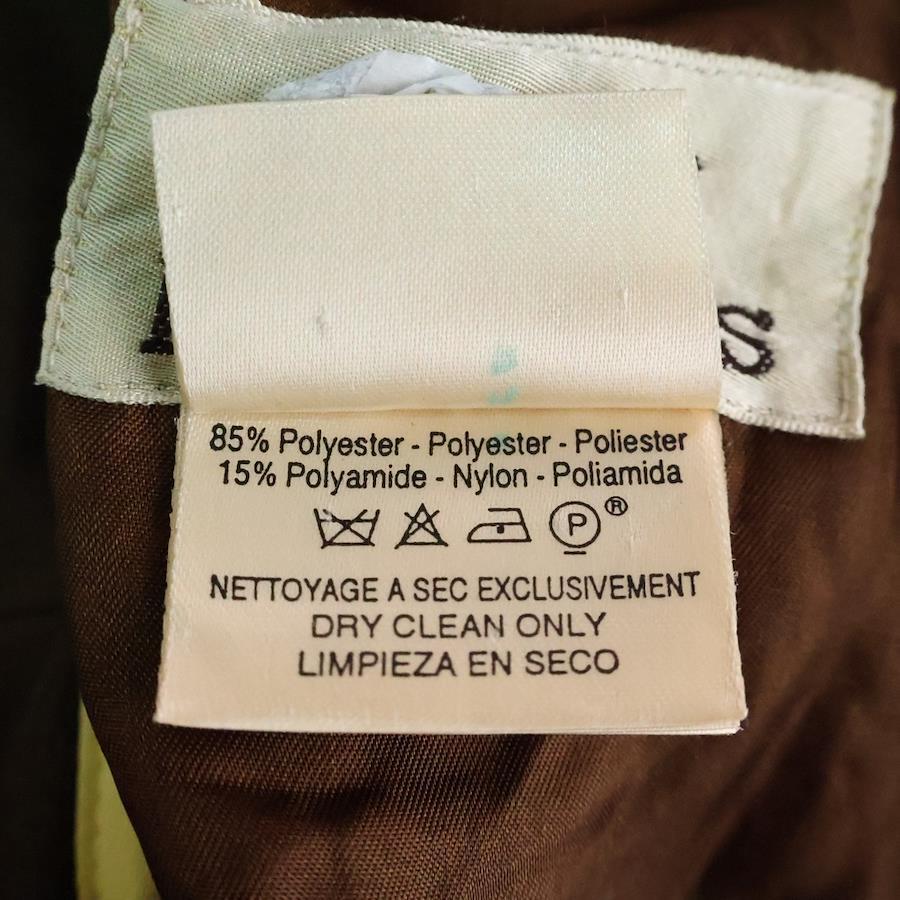 85% Polyester - Polyester - Poliester
15% Polyamide - Nylon - Poliamida
P ®
NETTOYAGE A SEC EXCLUSIVEMENT
DRY CLEAN ONLY
LIMPIEZA EN SECO